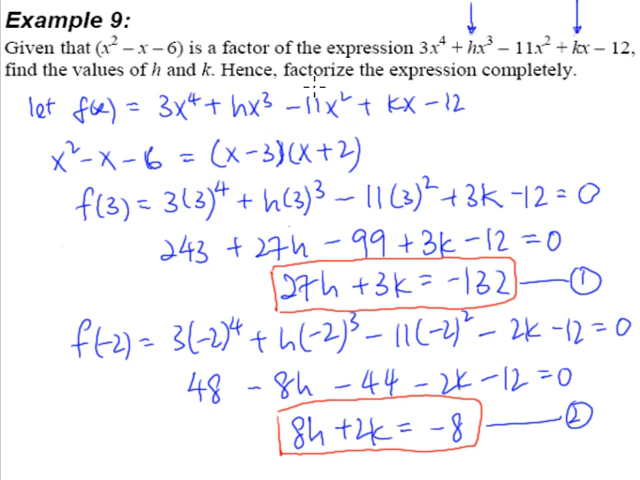 Example 9:
Given that (x² – x – 6) is a factor of the expression 3x⁴ + hx³ – 11x² + kx – 12,
find the values of h and k. Hence, factorize the expression completely.
let f(x) = 3x⁴ + hx³ - 11x² + kx - 12
x² - x - 6 = (x - 3)(x + 2)
f(3) = 3(3)⁴ + h(3)³ - 11(3)² + 3k - 12 = 0
243 + 27h - 99 + 3k - 12 = 0
27h + 3k = -132 — ①
f(-2) = 3(-2)⁴ + h(-2)³ - 11(-2)² - 2k - 12 = 0
48 - 8h - 44 - 2k - 12 = 0
8h + 2k = -8 — ②